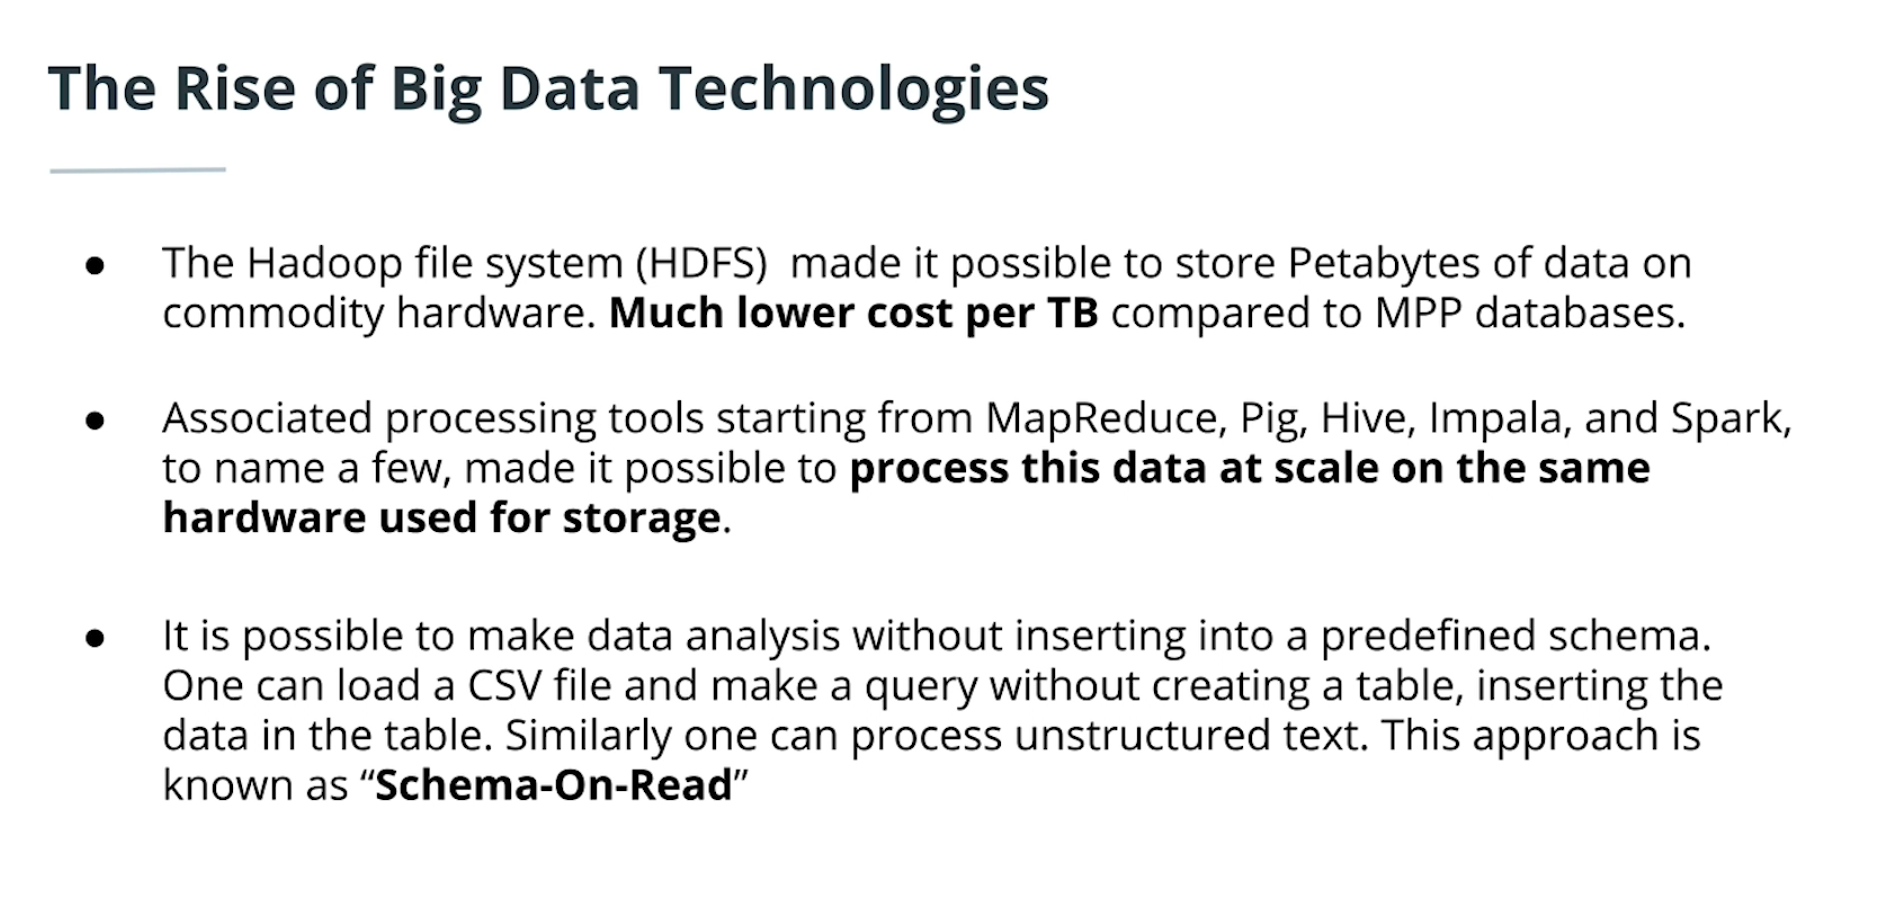 The Rise of Big Data Technologies
● The Hadoop file system (HDFS)  made it possible to store Petabytes of data on
commodity hardware. Much lower cost per TB compared to MPP databases.
● Associated processing tools starting from MapReduce, Pig, Hive, Impala, and Spark,
to name a few, made it possible to process this data at scale on the same
hardware used for storage.
● It is possible to make data analysis without inserting into a predefined schema.
One can load a CSV file and make a query without creating a table, inserting the
data in the table. Similarly one can process unstructured text. This approach is
known as “Schema-On-Read”